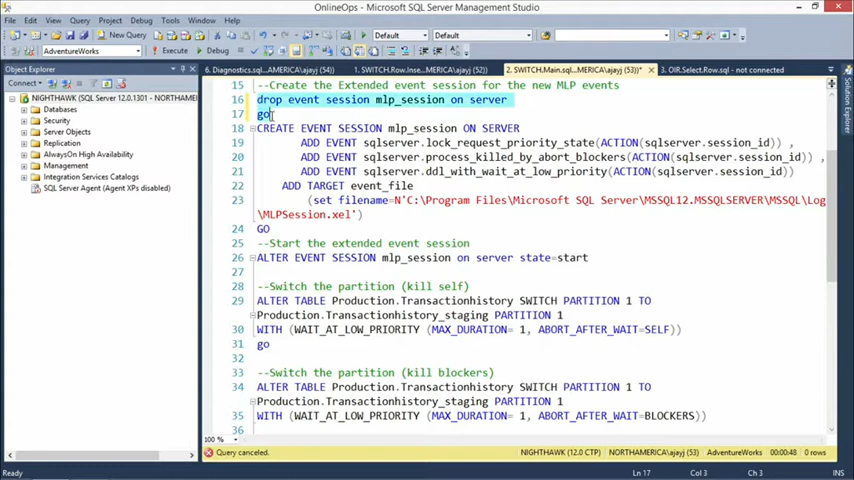 OnlineOps - Microsoft SQL Server Management Studio
File Edit View Query Project Debug Tools Window Help
New Query Default Default
AdventureWorks Execute Debug
Object Explorer
6. Diagnostics.sq...AMERICA\ajayj (54)) 1. SWITCH.Row.Inse...MERICA\ajayj (52)) 2. SWITCH.Main.sql...MERICA\ajayj (53))* 3. OIR.Select.Row.sql - not connected
Connect
NIGHTHAWK (SQL Server 12.0.1301 - NORTHAMERI
Databases
Security
Server Objects
Replication
AlwaysOn High Availability
Management
Integration Services Catalogs
SQL Server Agent (Agent XPs disabled)
15 --Create the Extended event session for the new MLP events
16 drop event session mlp_session on server
17 go
18 CREATE EVENT SESSION mlp_session ON SERVER
19 ADD EVENT sqlserver.lock_request_priority_state(ACTION(sqlserver.session_id)) ,
20 ADD EVENT sqlserver.process_killed_by_abort_blockers(ACTION(sqlserver.session_id)) ,
21 ADD EVENT sqlserver.ddl_with_wait_at_low_priority(ACTION(sqlserver.session_id))
22 ADD TARGET event_file
23 (set filename=N'C:\Program Files\Microsoft SQL Server\MSSQL12.MSSQLSERVER\MSSQL\Log
\MLPSession.xel')
24 GO
25 --Start the extended event session
26 ALTER EVENT SESSION mlp_session on server state=start
27
28 --Switch the partition (kill self)
29 ALTER TABLE Production.Transactionhistory SWITCH PARTITION 1 TO
Production.Transactionhistory_staging PARTITION 1
30 WITH (WAIT_AT_LOW_PRIORITY (MAX_DURATION= 1, ABORT_AFTER_WAIT=SELF))
31 go
32
33 --Switch the partition (kill blockers)
34 ALTER TABLE Production.Transactionhistory SWITCH PARTITION 1 TO
Production.Transactionhistory_staging PARTITION 1
35 WITH (WAIT_AT_LOW_PRIORITY (MAX_DURATION= 1, ABORT_AFTER_WAIT=BLOCKERS))
36
Solution Explorer
100 %
Query canceled. NIGHTHAWK (12.0 CTP) NORTHAMERICA\ajayj (53) AdventureWorks 00:00:48 0 rows
Ready Ln 17 Col 3 Ch 3 INS